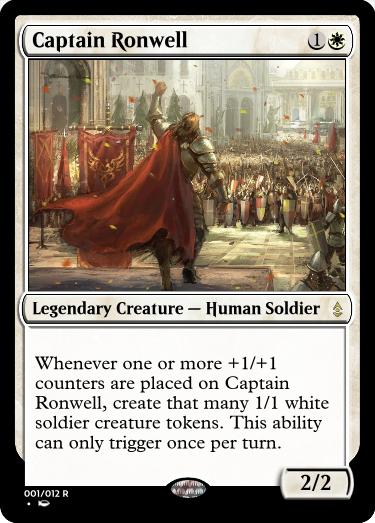 Captain Ronwell 1
Legendary Creature — Human Soldier
Whenever one or more +1/+1
counters are placed on Captain
Ronwell, create that many 1/1 white
soldier creature tokens. This ability
can only trigger once per turn.
001/012 R
2/2